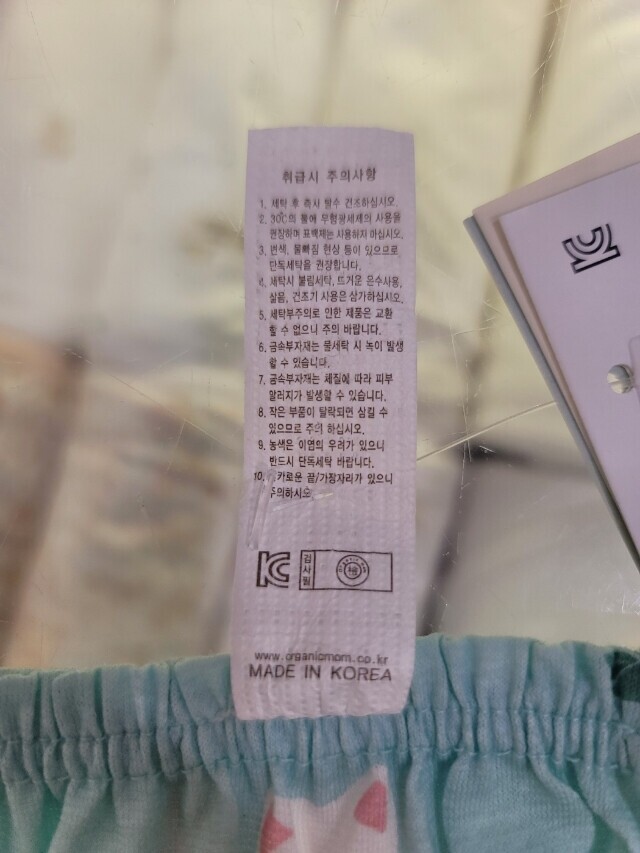 취급시 주의사항
1. 세탁 후 즉시 탈수 건조하십시오.
2. 30C의 물에 무형광세제의 사용을
권장하며 표백제는 사용하지 마십시오.
3. 변색, 물빠짐 현상 등이 있으므로
단독세탁을 권장합니다.
4. 세탁시 불림세탁, 뜨거운 온수사용,
삶음, 건조기 사용은 삼가하십시오.
5. 세탁부주의로 인한 제품은 교환
할 수 없으니 주의 바랍니다.
6. 금속부자재는 물세탁 시 녹이 발생
할 수 있습니다.
7. 금속부자재는 체질에 따라 피부
알러지가 발생할 수 있습니다.
8. 작은 부품이 탈락되면 삼킬 수
있으므로 주의 하십시오.
9. 농색은 이염의 우려가 있으니
반드시 단독세탁 바랍니다.
10. 카로운 끝/가장자리가 있으니
주의하십시오
KC 검사필
www.organicmom.co.kr
MADE IN KOREA
KC